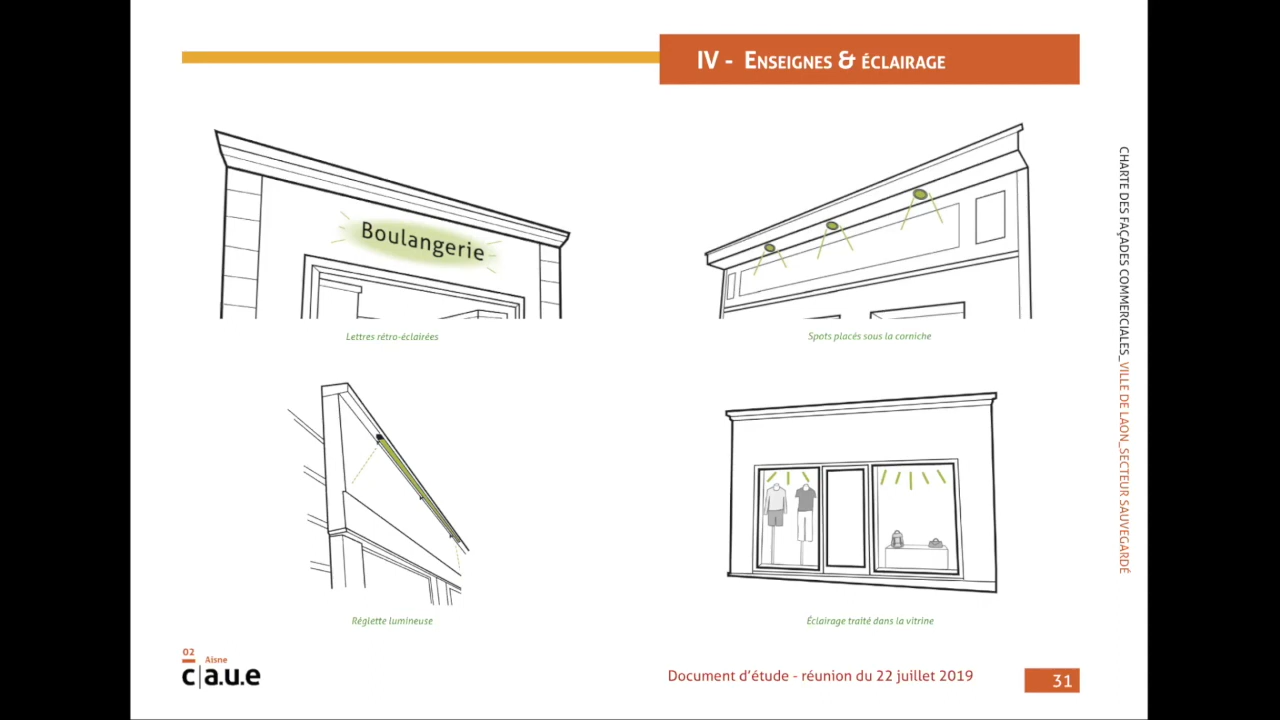 IV - Enseignes & éclairage
Boulangerie
Lettres rétro-éclairées
Spots placés sous la corniche
Réglette lumineuse
Éclairage traité dans la vitrine
CHARTE DES FAÇADES COMMERCIALES_VILLE DE LAON_SECTEUR SAUVEGARDÉ
02
Aisne
c|a.u.e
Document d'étude - réunion du 22 juillet 2019
31